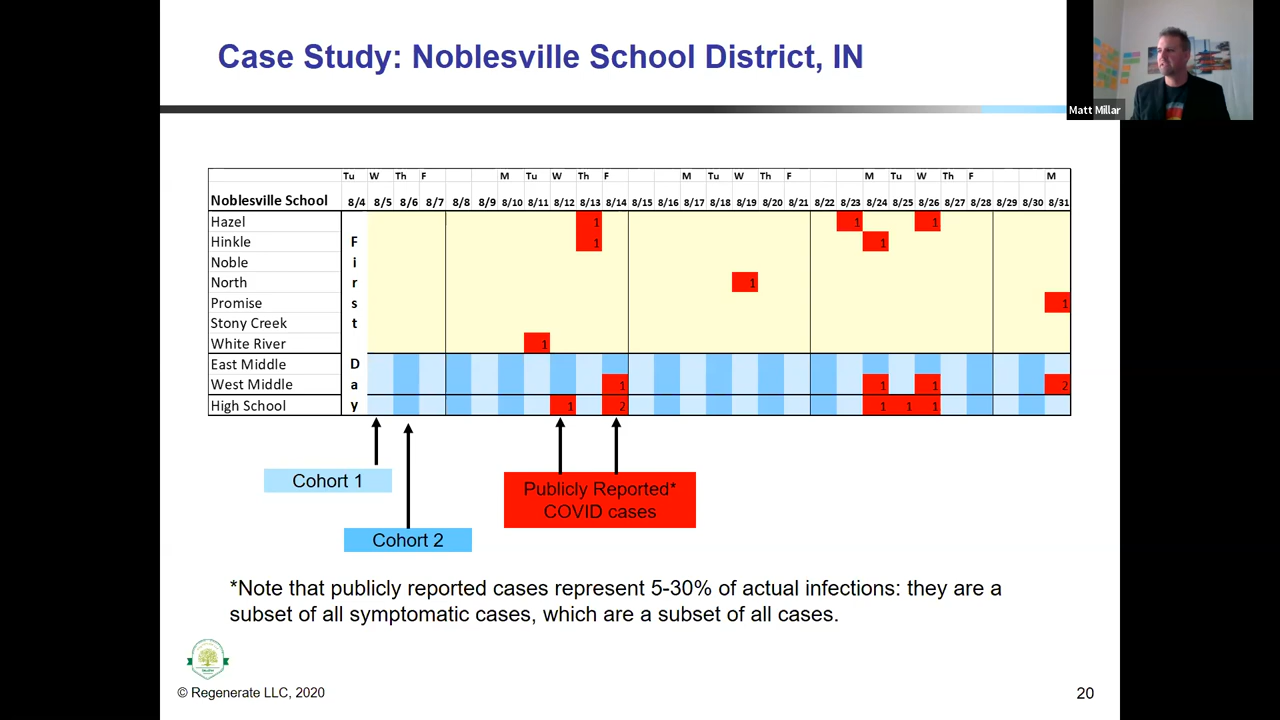 Case Study: Noblesville School District, IN
Matt Millar
Tu W Th F M Tu W Th F M Tu W Th F M Tu W Th F M
Noblesville School 8/4 8/5 8/6 8/7 8/8 8/9 8/10 8/11 8/12 8/13 8/14 8/15 8/16 8/17 8/18 8/19 8/20 8/21 8/22 8/23 8/24 8/25 8/26 8/27 8/28 8/29 8/30 8/31
Hazel 1 1 1
Hinkle F 1 1
Noble i
North r 1
Promise s 1
Stony Creek t
White River 1
East Middle D
West Middle a 1 1 1 2
High School y 1 2 1 1 1
Cohort 1
Publicly Reported*
COVID cases
Cohort 2
*Note that publicly reported cases represent 5-30% of actual infections: they are a
subset of all symptomatic cases, which are a subset of all cases.
© Regenerate LLC, 2020
20